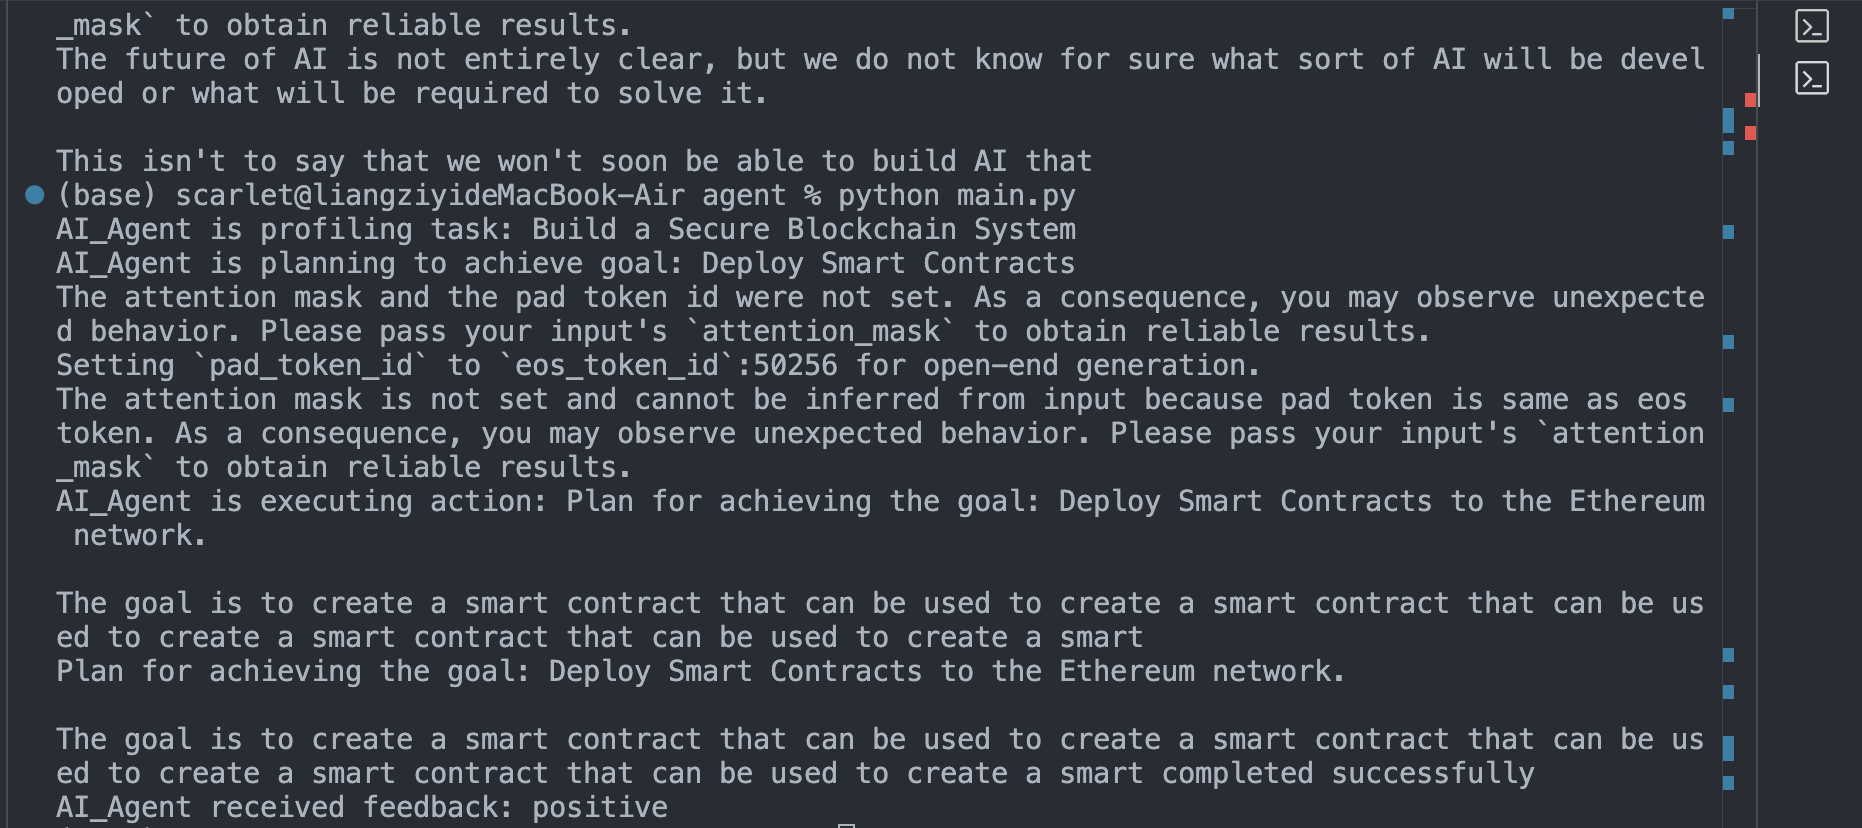 _mask` to obtain reliable results.
The future of AI is not entirely clear, but we do not know for sure what sort of AI will be devel
oped or what will be required to solve it.
This isn't to say that we won't soon be able to build AI that
(base) scarlet@liangziyideMacBook-Air agent % python main.py
AI_Agent is profiling task: Build a Secure Blockchain System
AI_Agent is planning to achieve goal: Deploy Smart Contracts
The attention mask and the pad token id were not set. As a consequence, you may observe unexpecte
d behavior. Please pass your input's `attention_mask` to obtain reliable results.
Setting `pad_token_id` to `eos_token_id`:50256 for open-end generation.
The attention mask is not set and cannot be inferred from input because pad token is same as eos
token. As a consequence, you may observe unexpected behavior. Please pass your input's `attention
_mask` to obtain reliable results.
AI_Agent is executing action: Plan for achieving the goal: Deploy Smart Contracts to the Ethereum
network.
The goal is to create a smart contract that can be used to create a smart contract that can be us
ed to create a smart contract that can be used to create a smart
Plan for achieving the goal: Deploy Smart Contracts to the Ethereum network.
The goal is to create a smart contract that can be used to create a smart contract that can be us
ed to create a smart contract that can be used to create a smart completed successfully
AI_Agent received feedback: positive